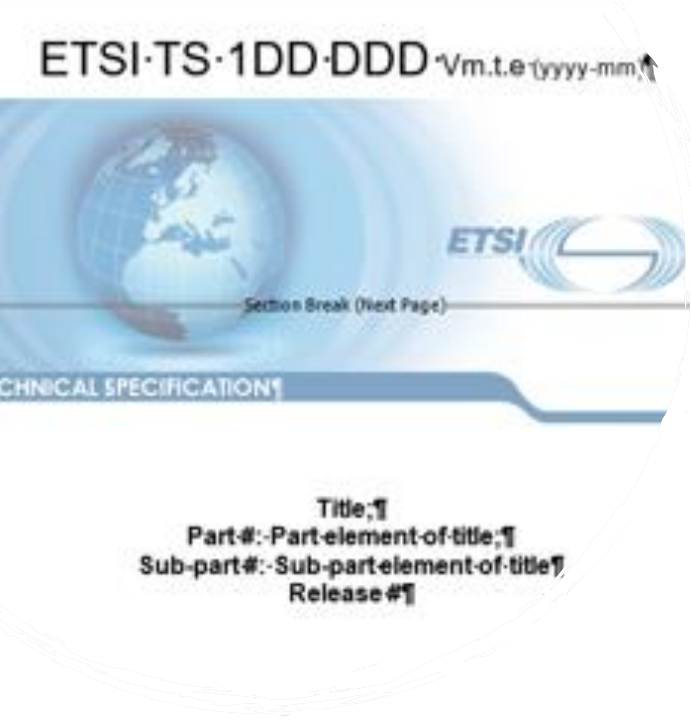 ETSI·TS·1DD·DDD·Vm.t.e·(yyyy-mm)¶
ETSI
Section Break (Next Page)
CHNICAL SPECIFICATION¶
Title;¶
Part·#:·Part·element·of·title;¶
Sub-part·#:·Sub-part·element·of·title¶
Release·#¶